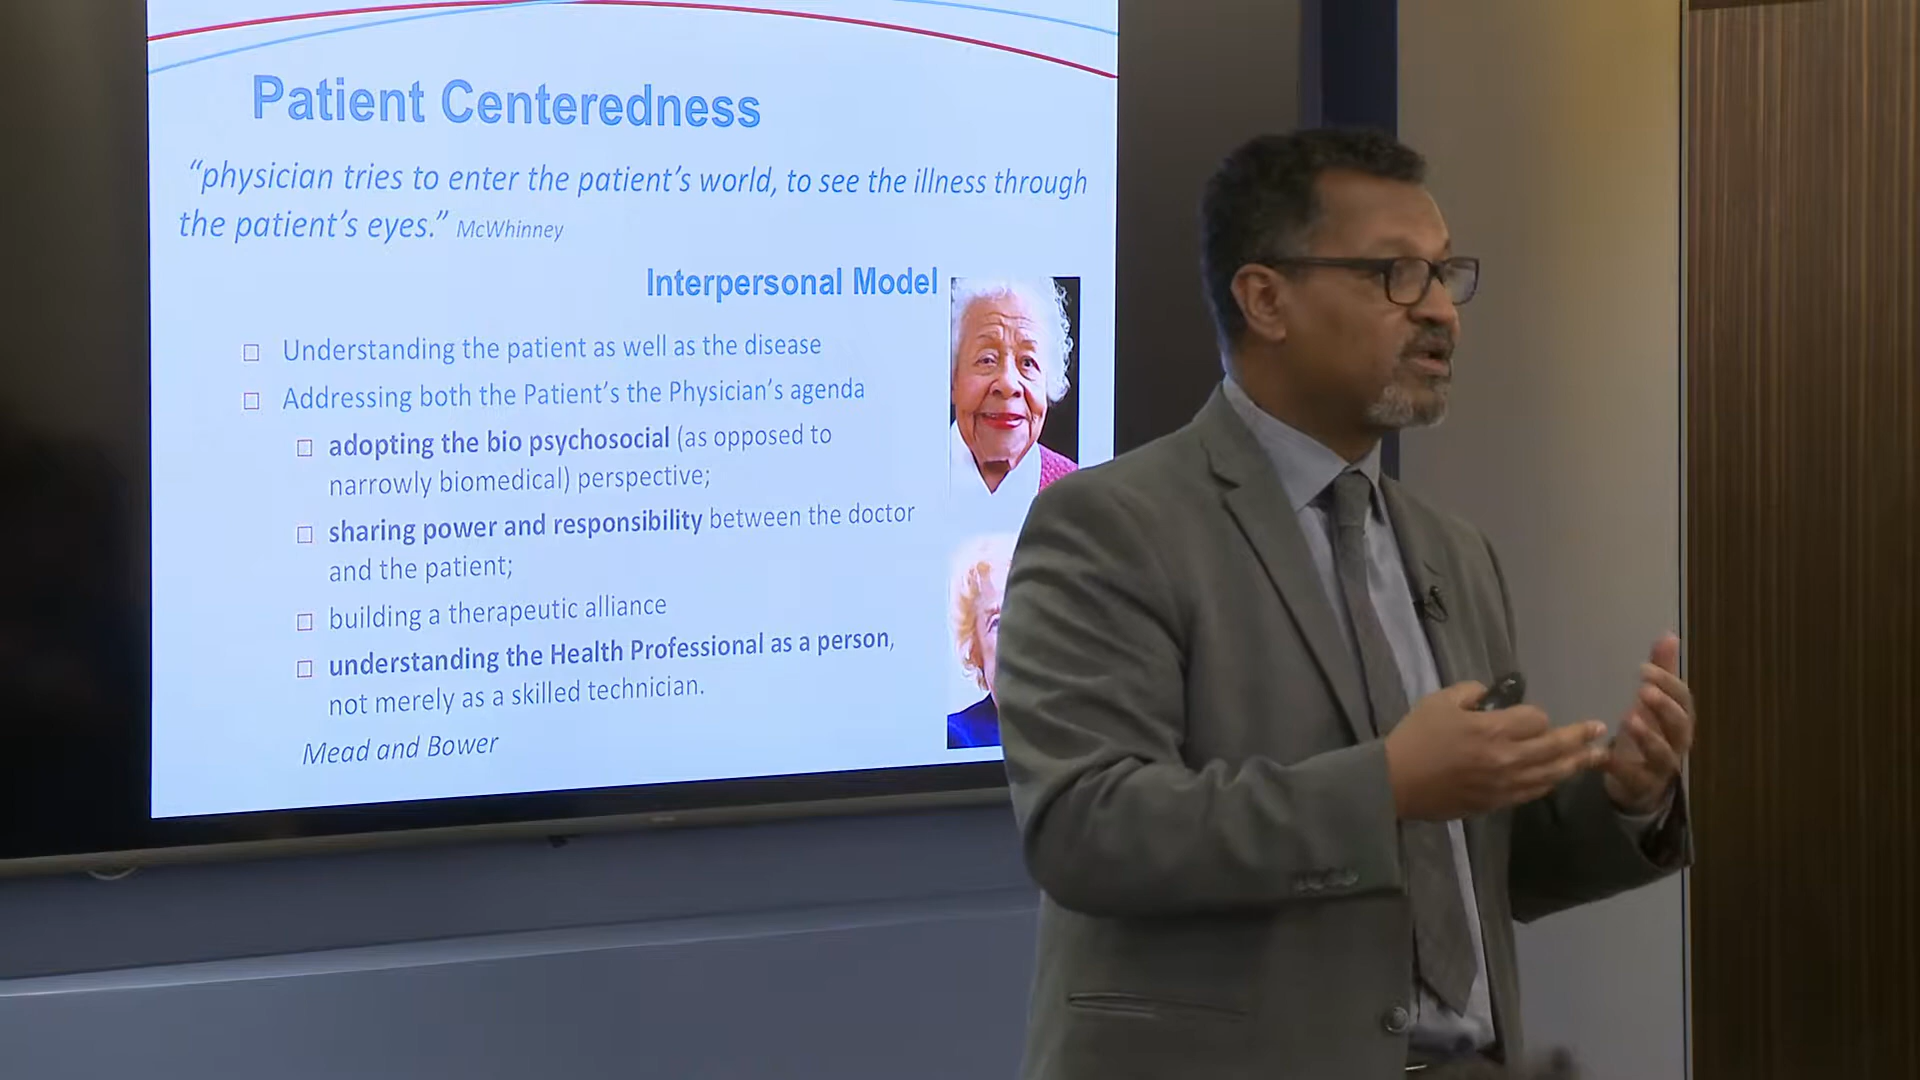 Patient Centeredness
“physician tries to enter the patient’s world, to see the illness through
the patient’s eyes.” McWhinney
Interpersonal Model
Understanding the patient as well as the disease
Addressing both the Patient’s the Physician’s agenda
adopting the bio psychosocial (as opposed to
narrowly biomedical) perspective;
sharing power and responsibility between the doctor
and the patient;
building a therapeutic alliance
understanding the Health Professional as a person,
not merely as a skilled technician.
Mead and Bower